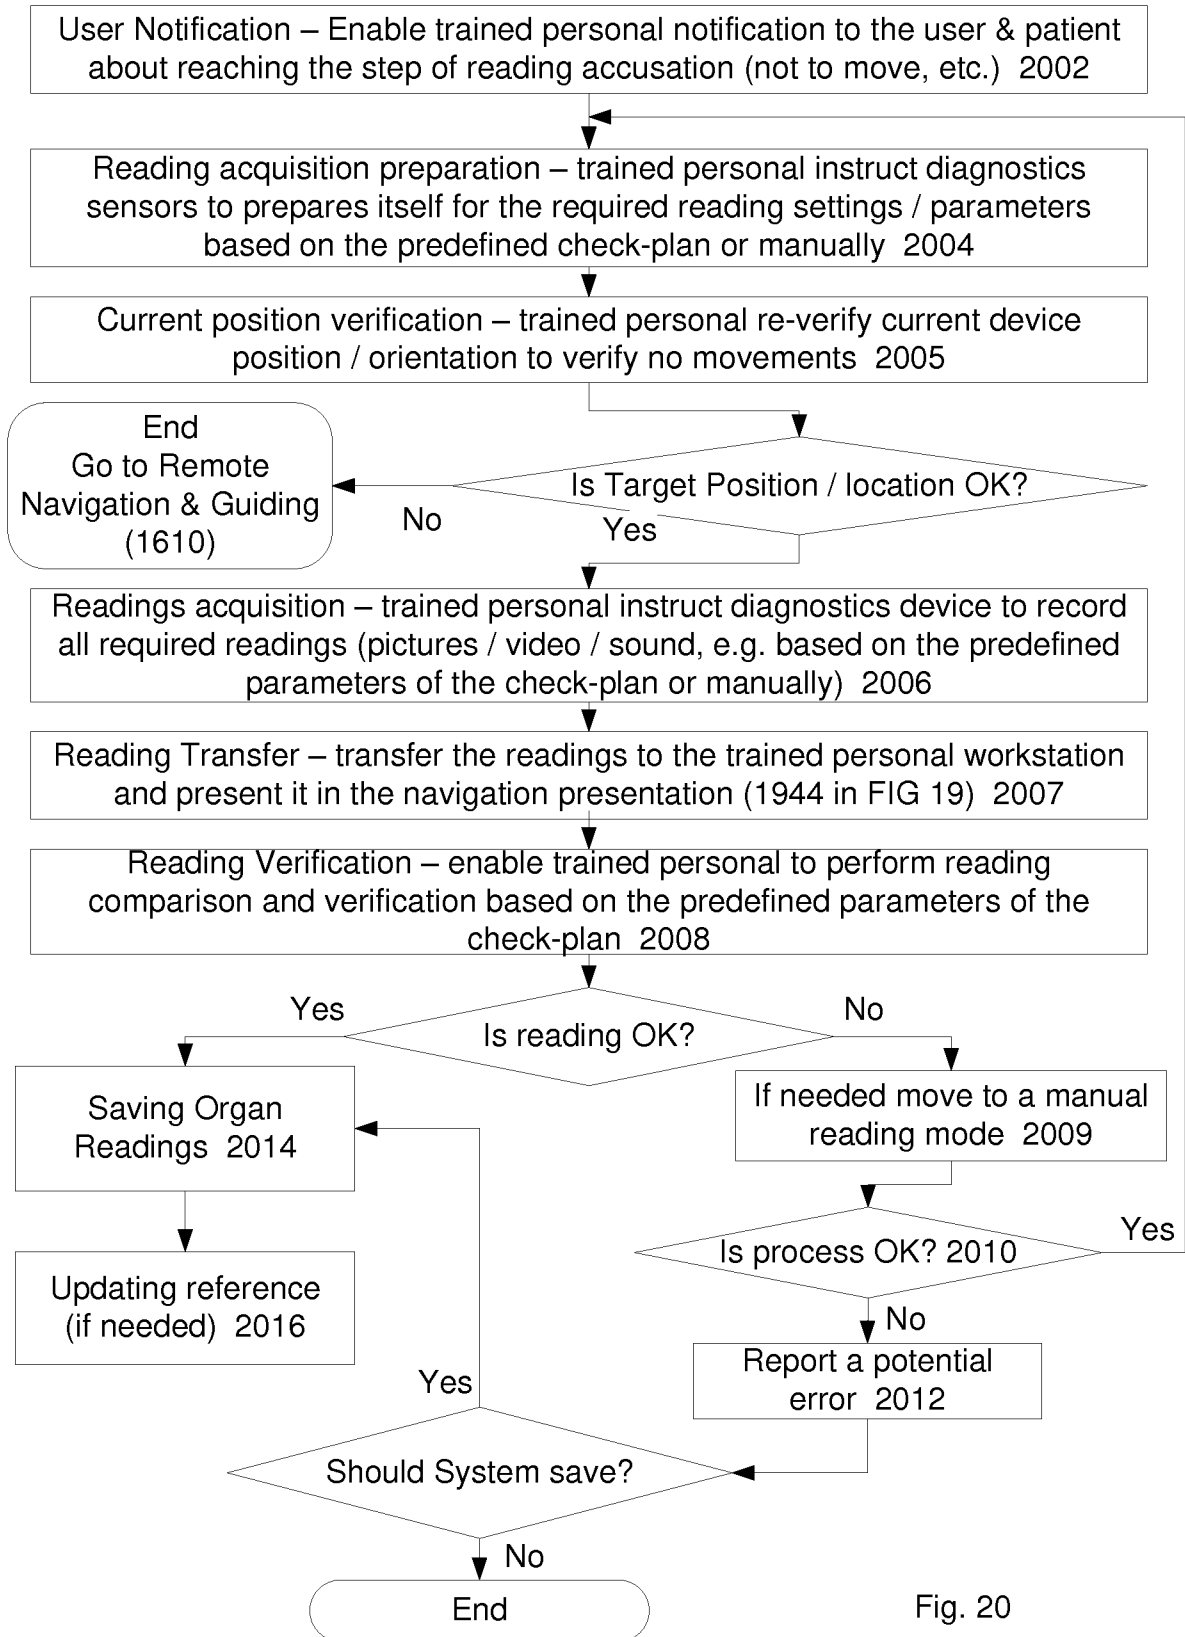 User Notification – Enable trained personal notification to the user & patient
about reaching the step of reading accusation (not to move, etc.)  2002
Reading acquisition preparation – trained personal instruct diagnostics
sensors to prepares itself for the required reading settings / parameters
based on the predefined check-plan or manually  2004
Current position verification – trained personal re-verify current device
position / orientation to verify no movements  2005
End
Go to Remote
Navigation & Guiding
(1610)
Is Target Position / location OK?
No
Yes
Readings acquisition – trained personal instruct diagnostics device to record
all required readings (pictures / video / sound, e.g. based on the predefined
parameters of the check-plan or manually)  2006
Reading Transfer – transfer the readings to the trained personal workstation
and present it in the navigation presentation (1944 in FIG 19)  2007
Reading Verification – enable trained personal to perform reading
comparison and verification based on the predefined parameters of the
check-plan  2008
Yes
No
Is reading OK?
Saving Organ
Readings  2014
If needed move to a manual
reading mode  2009
Is process OK? 2010
Yes
Updating reference
(if needed)  2016
No
Report a potential
error  2012
Yes
Should System save?
No
End
Fig. 20